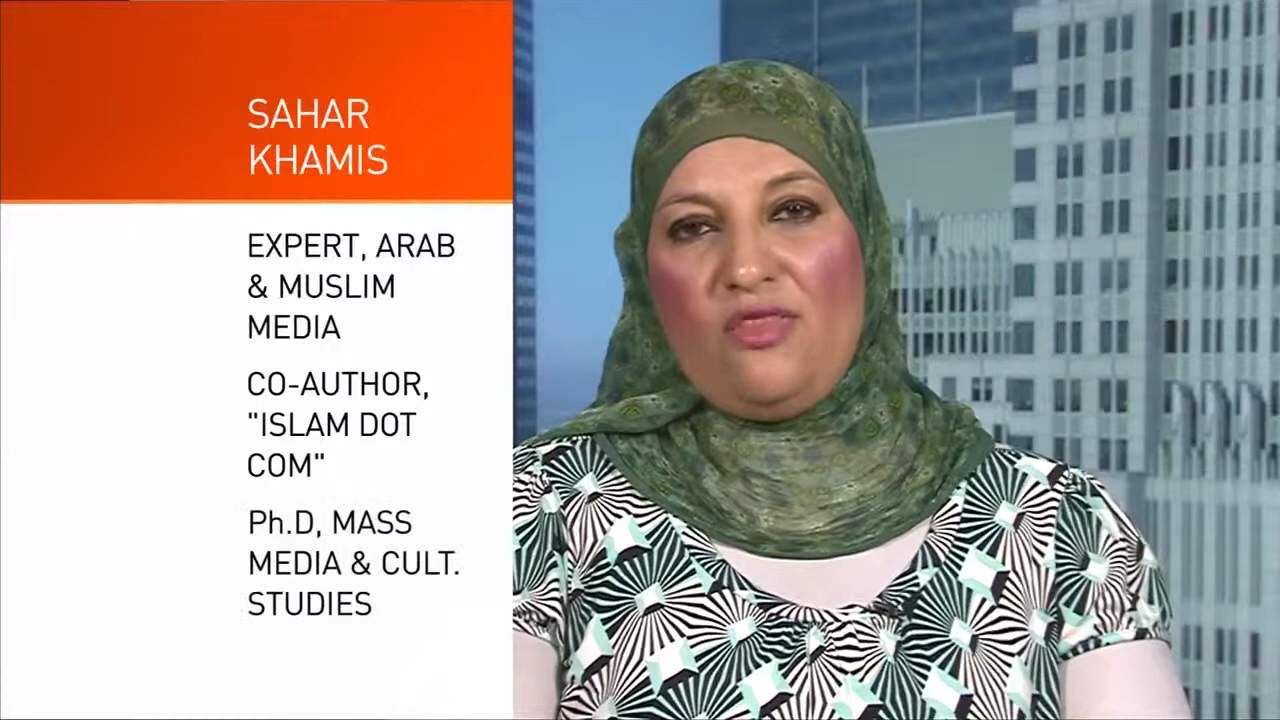 SAHAR
KHAMIS
EXPERT, ARAB
& MUSLIM
MEDIA
CO-AUTHOR,
"ISLAM DOT
COM"
Ph.D, MASS
MEDIA & CULT.
STUDIES